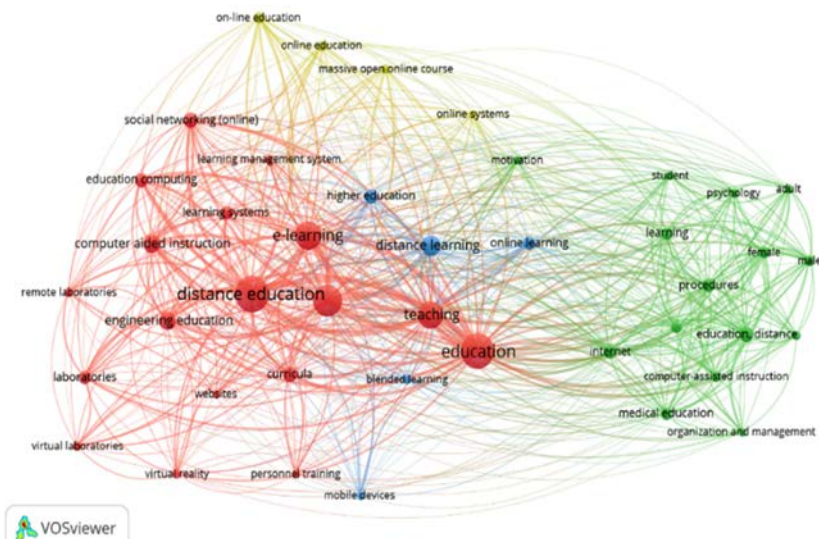 on-line education
online education
massive open online course
social networking (online)
online systems
learning management system
motivation
education computing
student
psychology
adult
higher education
learning systems
learning
e-learning
distance learning
online learning
computer aided instruction
female
male
procedures
remote laboratories
distance education
engineering education
teaching
education, distance
internet
education
laboratories
curricula
blended learning
computer-assisted instruction
websites
medical education
organization and management
virtual laboratories
virtual reality
personnel training
mobile devices
VOSviewer